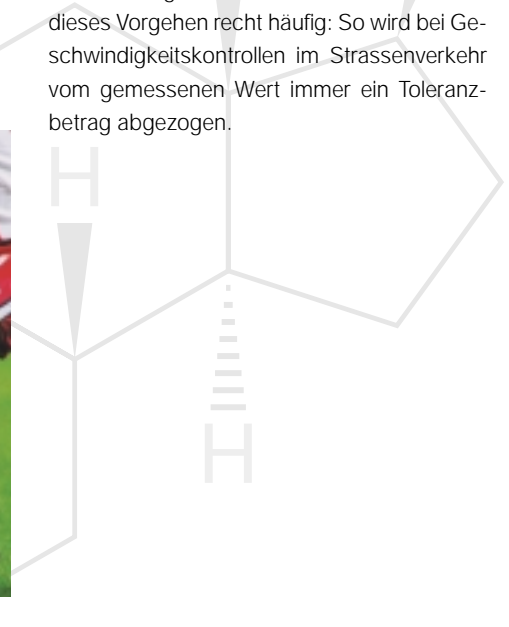 dieses Vorgehen recht häufig: So wird bei Ge-
schwindigkeitskontrollen im Strassenverkehr
vom gemessenen Wert immer ein Toleranz-
betrag abgezogen.
H
H